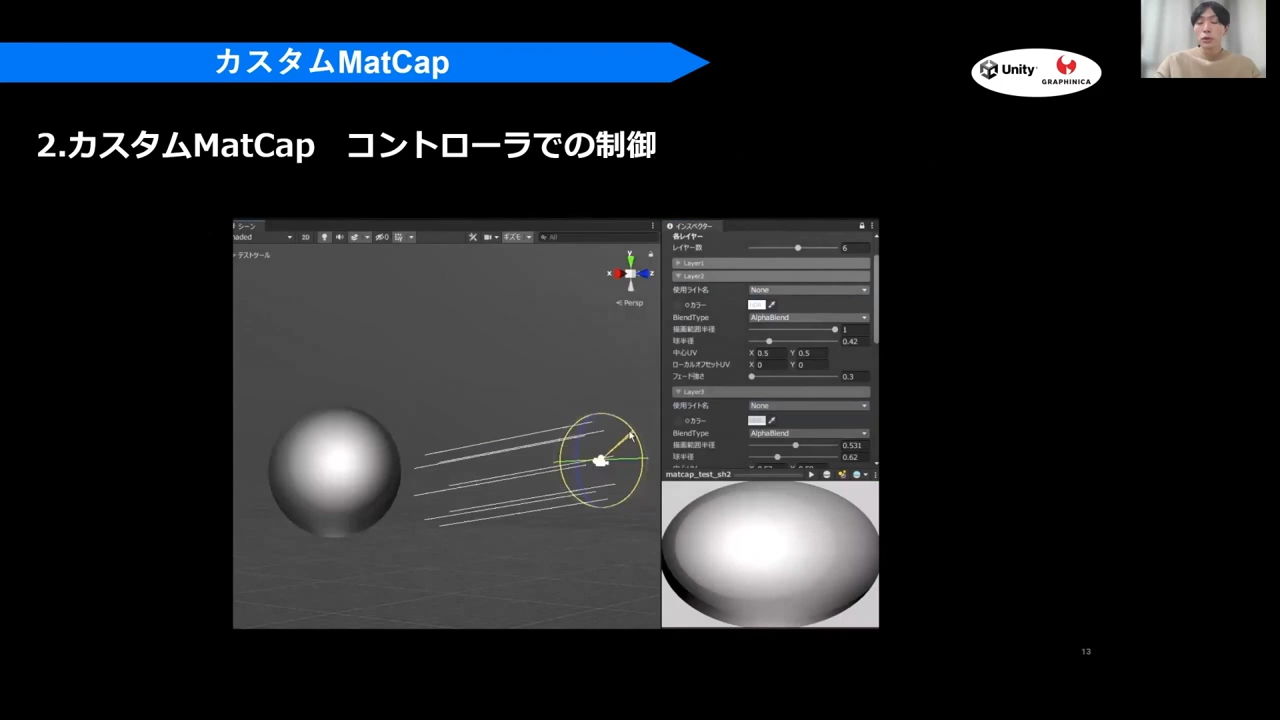 カスタムMatCap
Unity
GRAPHINICA
2.カスタムMatCap　コントローラでの制御
シーン
haded
2D
ギズモ
All
テストケール
y
x
z
Persp
インスペクター
各レイヤー
レイヤー数
6
Layer1
Layer2
使用ライト名
None
カラー
BlendType
AlphaBlend
描画範囲半径
1
球半径
0.42
中心UV
X 0.5 Y 0.5
ローカルオフセットUV
X 0 Y 0
フェード強さ
0.3
Layer3
使用ライト名
None
カラー
BlendType
AlphaBlend
描画範囲半径
0.531
球半径
0.62
matcap_test_sh2
13